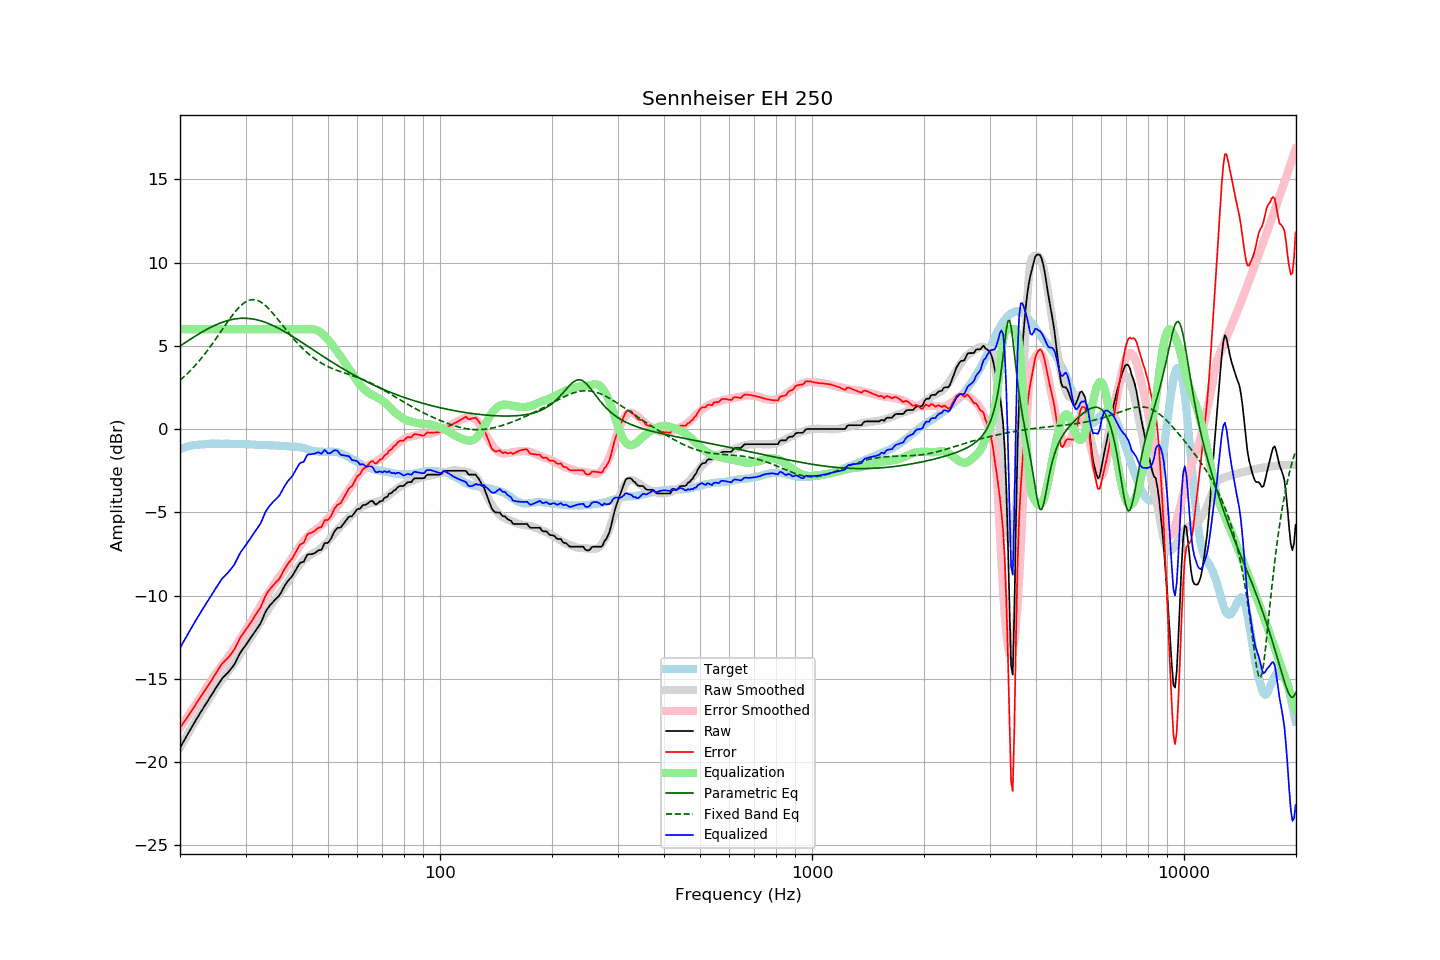 Sennheiser EH 250
15
10
5
0
−5
−10
−15
−20
−25
Amplitude (dBr)
Target
Raw Smoothed
Error Smoothed
Raw
Error
Equalization
Parametric Eq
Fixed Band Eq
Equalized
100
1000
10000
Frequency (Hz)